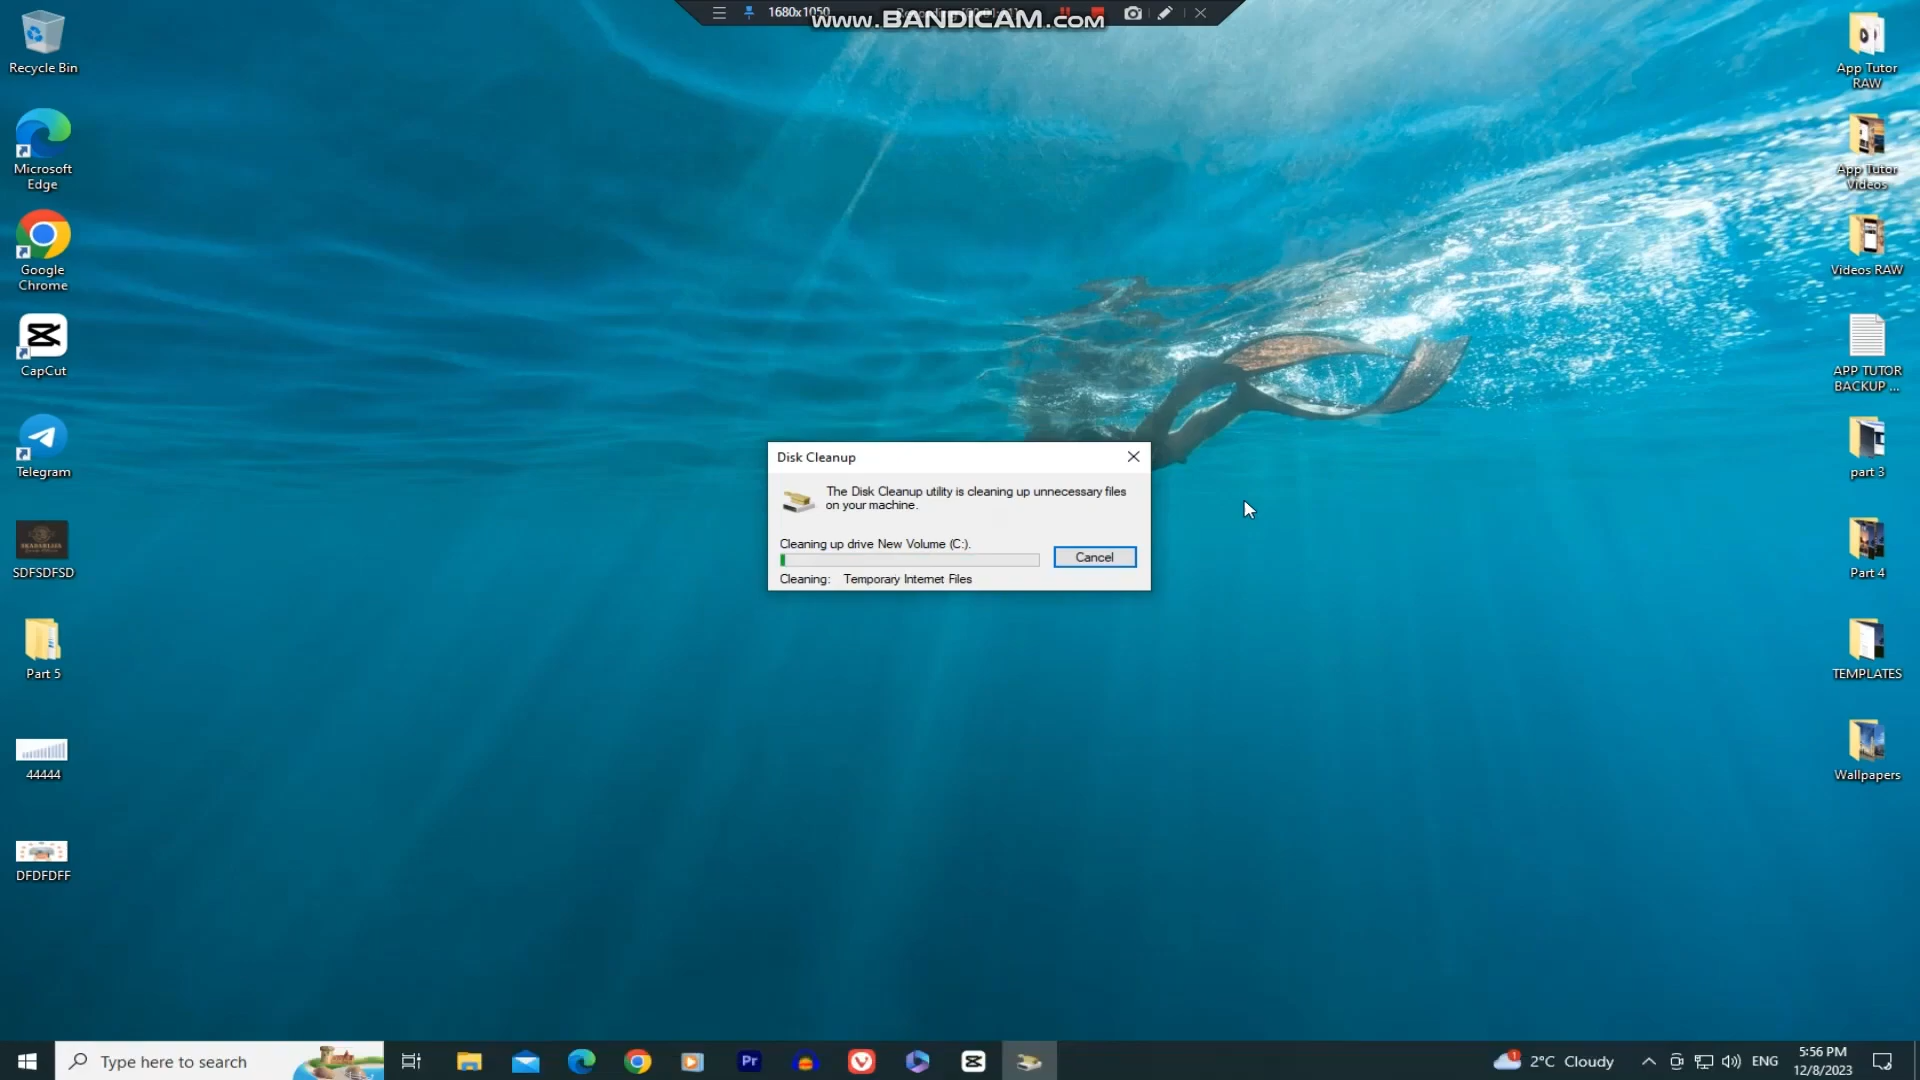 1680x1050
www.BANDICAM.com
Recycle Bin
Microsoft
Edge
Google
Chrome
CapCut
Telegram
SDFSDFSD
Part 5
44444
DFDFDFF
Disk Cleanup
The Disk Cleanup utility is cleaning up unnecessary files
on your machine.
Cleaning up drive New Volume (C:).
Cancel
Cleaning: Temporary Internet Files
App Tutor
RAW
App Tutor
Videos
Videos RAW
APP TUTOR
BACKUP ...
part 3
Part 4
TEMPLATES
Wallpapers
Type here to search
Pr
1
2°C Cloudy
ENG
5:56 PM
12/8/2023